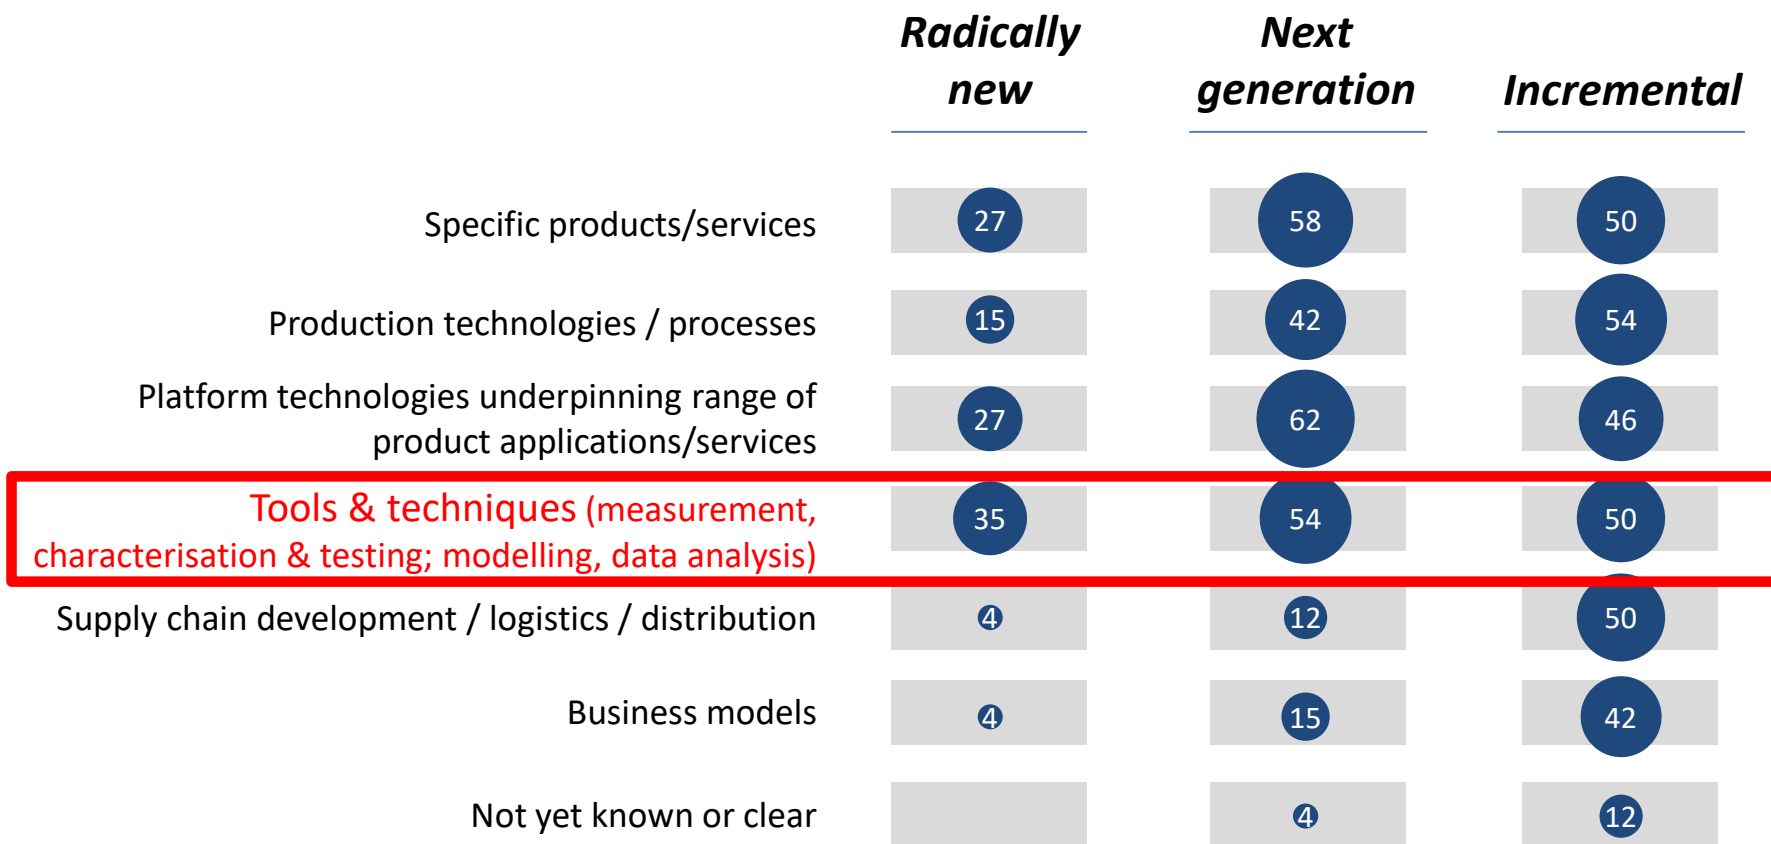 Radically
new
Next
generation
Incremental
Specific products/services
27
58
50
Production technologies / processes
15
42
54
Platform technologies underpinning range of
product applications/services
27
62
46
Tools & techniques (measurement,
characterisation & testing; modelling, data analysis)
35
54
50
Supply chain development / logistics / distribution
4
12
50
Business models
4
15
42
Not yet known or clear
4
12